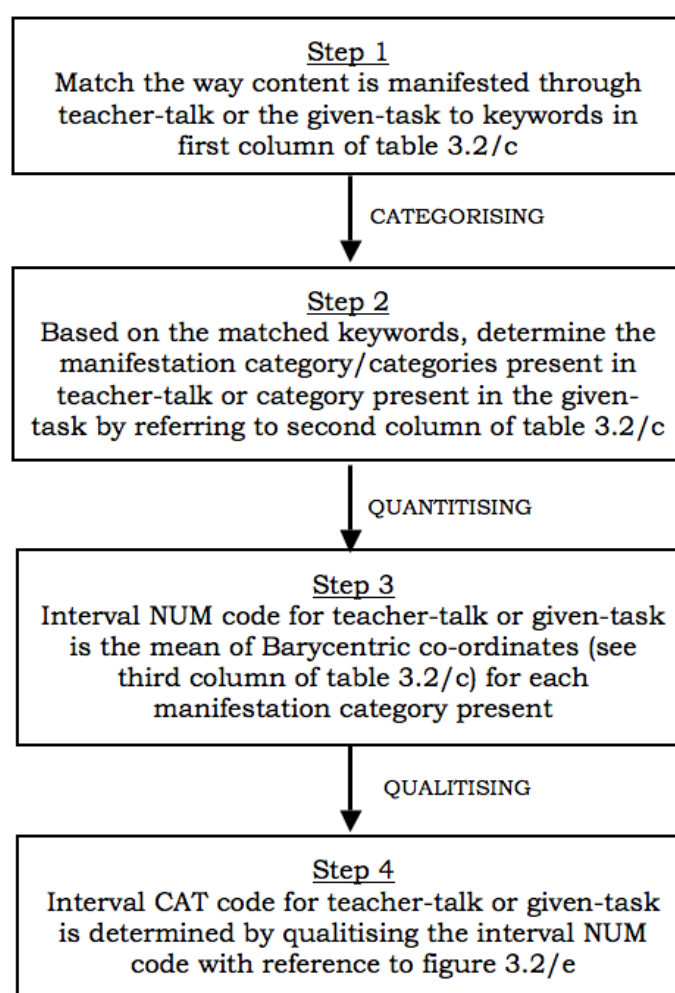 Step 1
Match the way content is manifested through
teacher-talk or the given-task to keywords in
first column of table 3.2/c
CATEGORISING
Step 2
Based on the matched keywords, determine the
manifestation category/categories present in
teacher-talk or category present in the given-
task by referring to second column of table 3.2/c
QUANTITISING
Step 3
Interval NUM code for teacher-talk or given-task
is the mean of Barycentric co-ordinates (see
third column of table 3.2/c) for each
manifestation category present
QUALITISING
Step 4
Interval CAT code for teacher-talk or given-task
is determined by qualitising the interval NUM
code with reference to figure 3.2/e